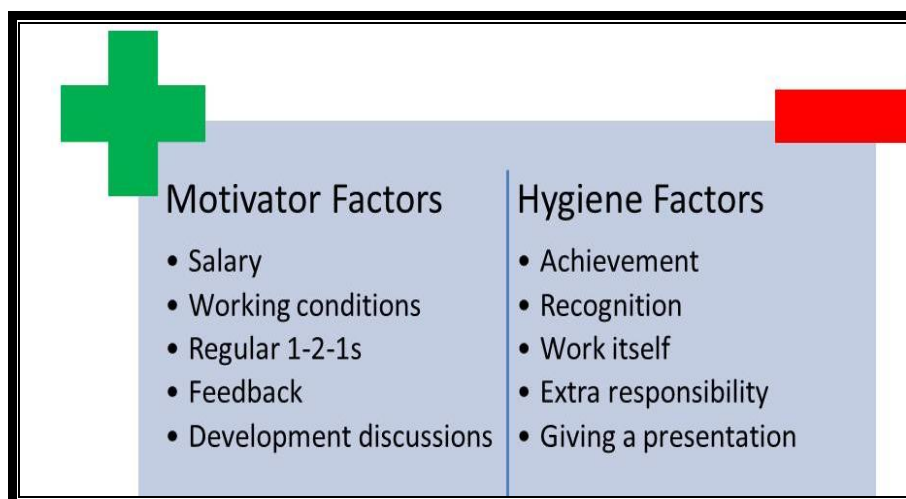 Motivator Factors
• Salary
• Working conditions
• Regular 1-2-1s
• Feedback
• Development discussions
Hygiene Factors
• Achievement
• Recognition
• Work itself
• Extra responsibility
• Giving a presentation